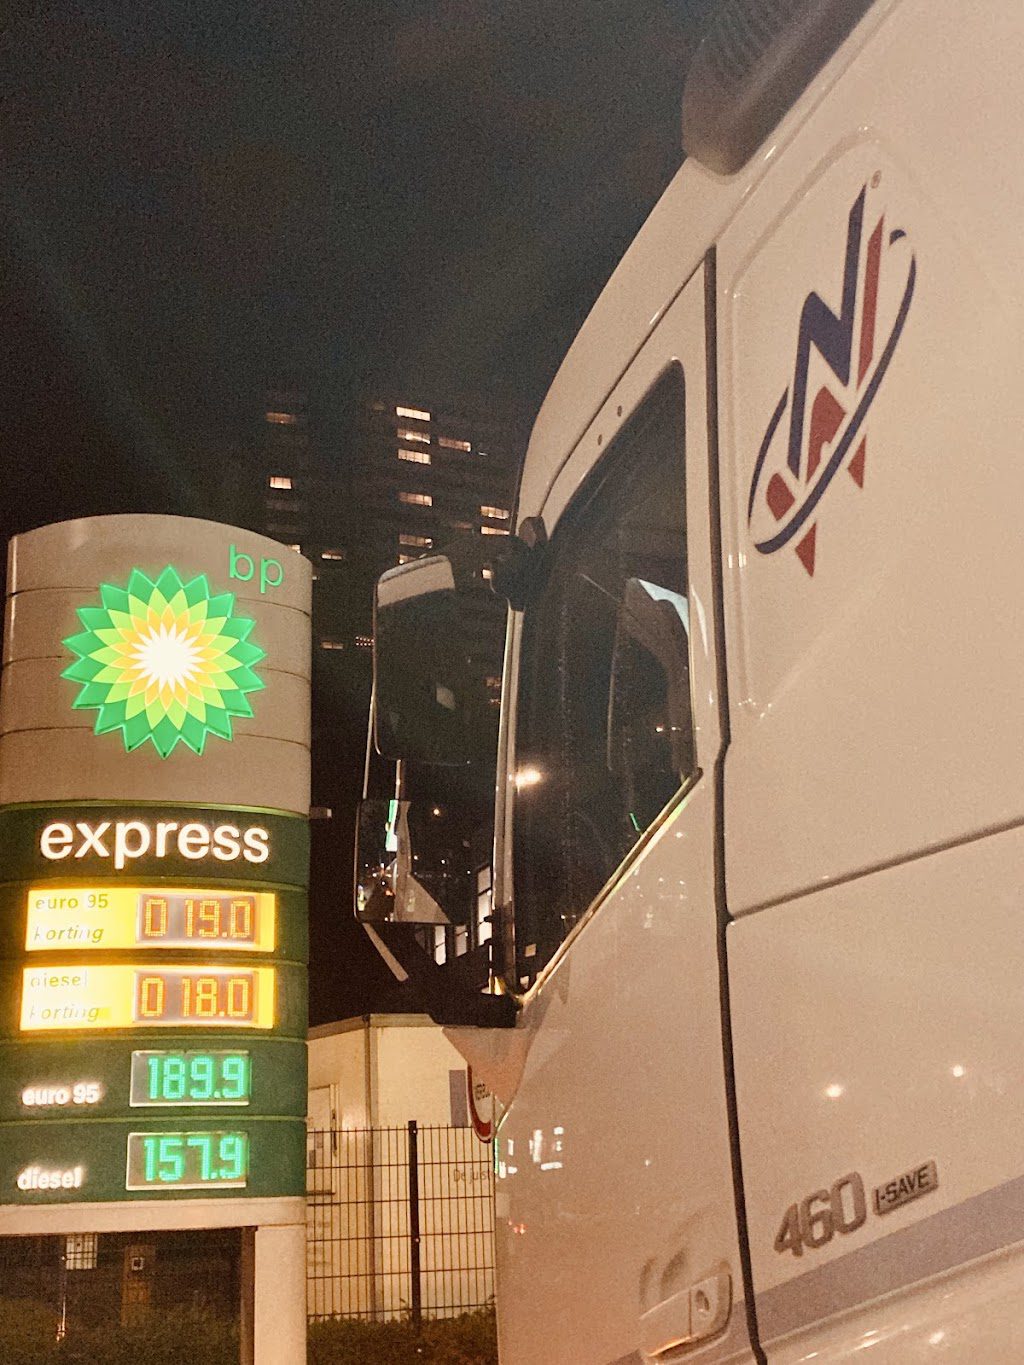 bp
express
euro 95
korting
0 19.0
diesel
korting
0 18.0
euro 95
189.9
diesel
157.9
NW®
460 I-SAVE